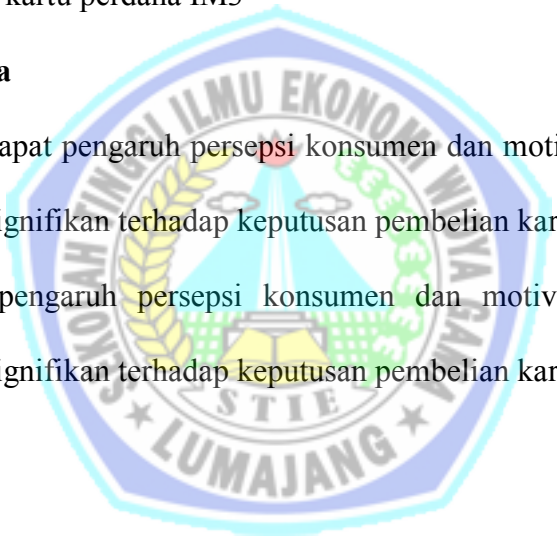 kartu perdana IM3
a
apat pengaruh persepsi konsumen dan moti
ignifikan terhadap keputusan pembelian kar
pengaruh persepsi konsumen dan motiv
ignifikan terhadap keputusan pembelian kar
SEKOLAH TINGGI ILMU EKONOMI WIDYA GAMA
STIE
LUMAJANG